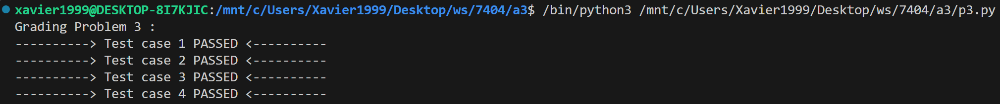 xavier1999@DESKTOP-8I7KJIC:/mnt/c/Users/Xavier1999/Desktop/ws/7404/a3$ /bin/python3 /mnt/c/Users/Xavier1999/Desktop/ws/7404/a3/p3.py
Grading Problem 3 :
----------> Test case 1 PASSED <----------
----------> Test case 2 PASSED <----------
----------> Test case 3 PASSED <----------
----------> Test case 4 PASSED <----------